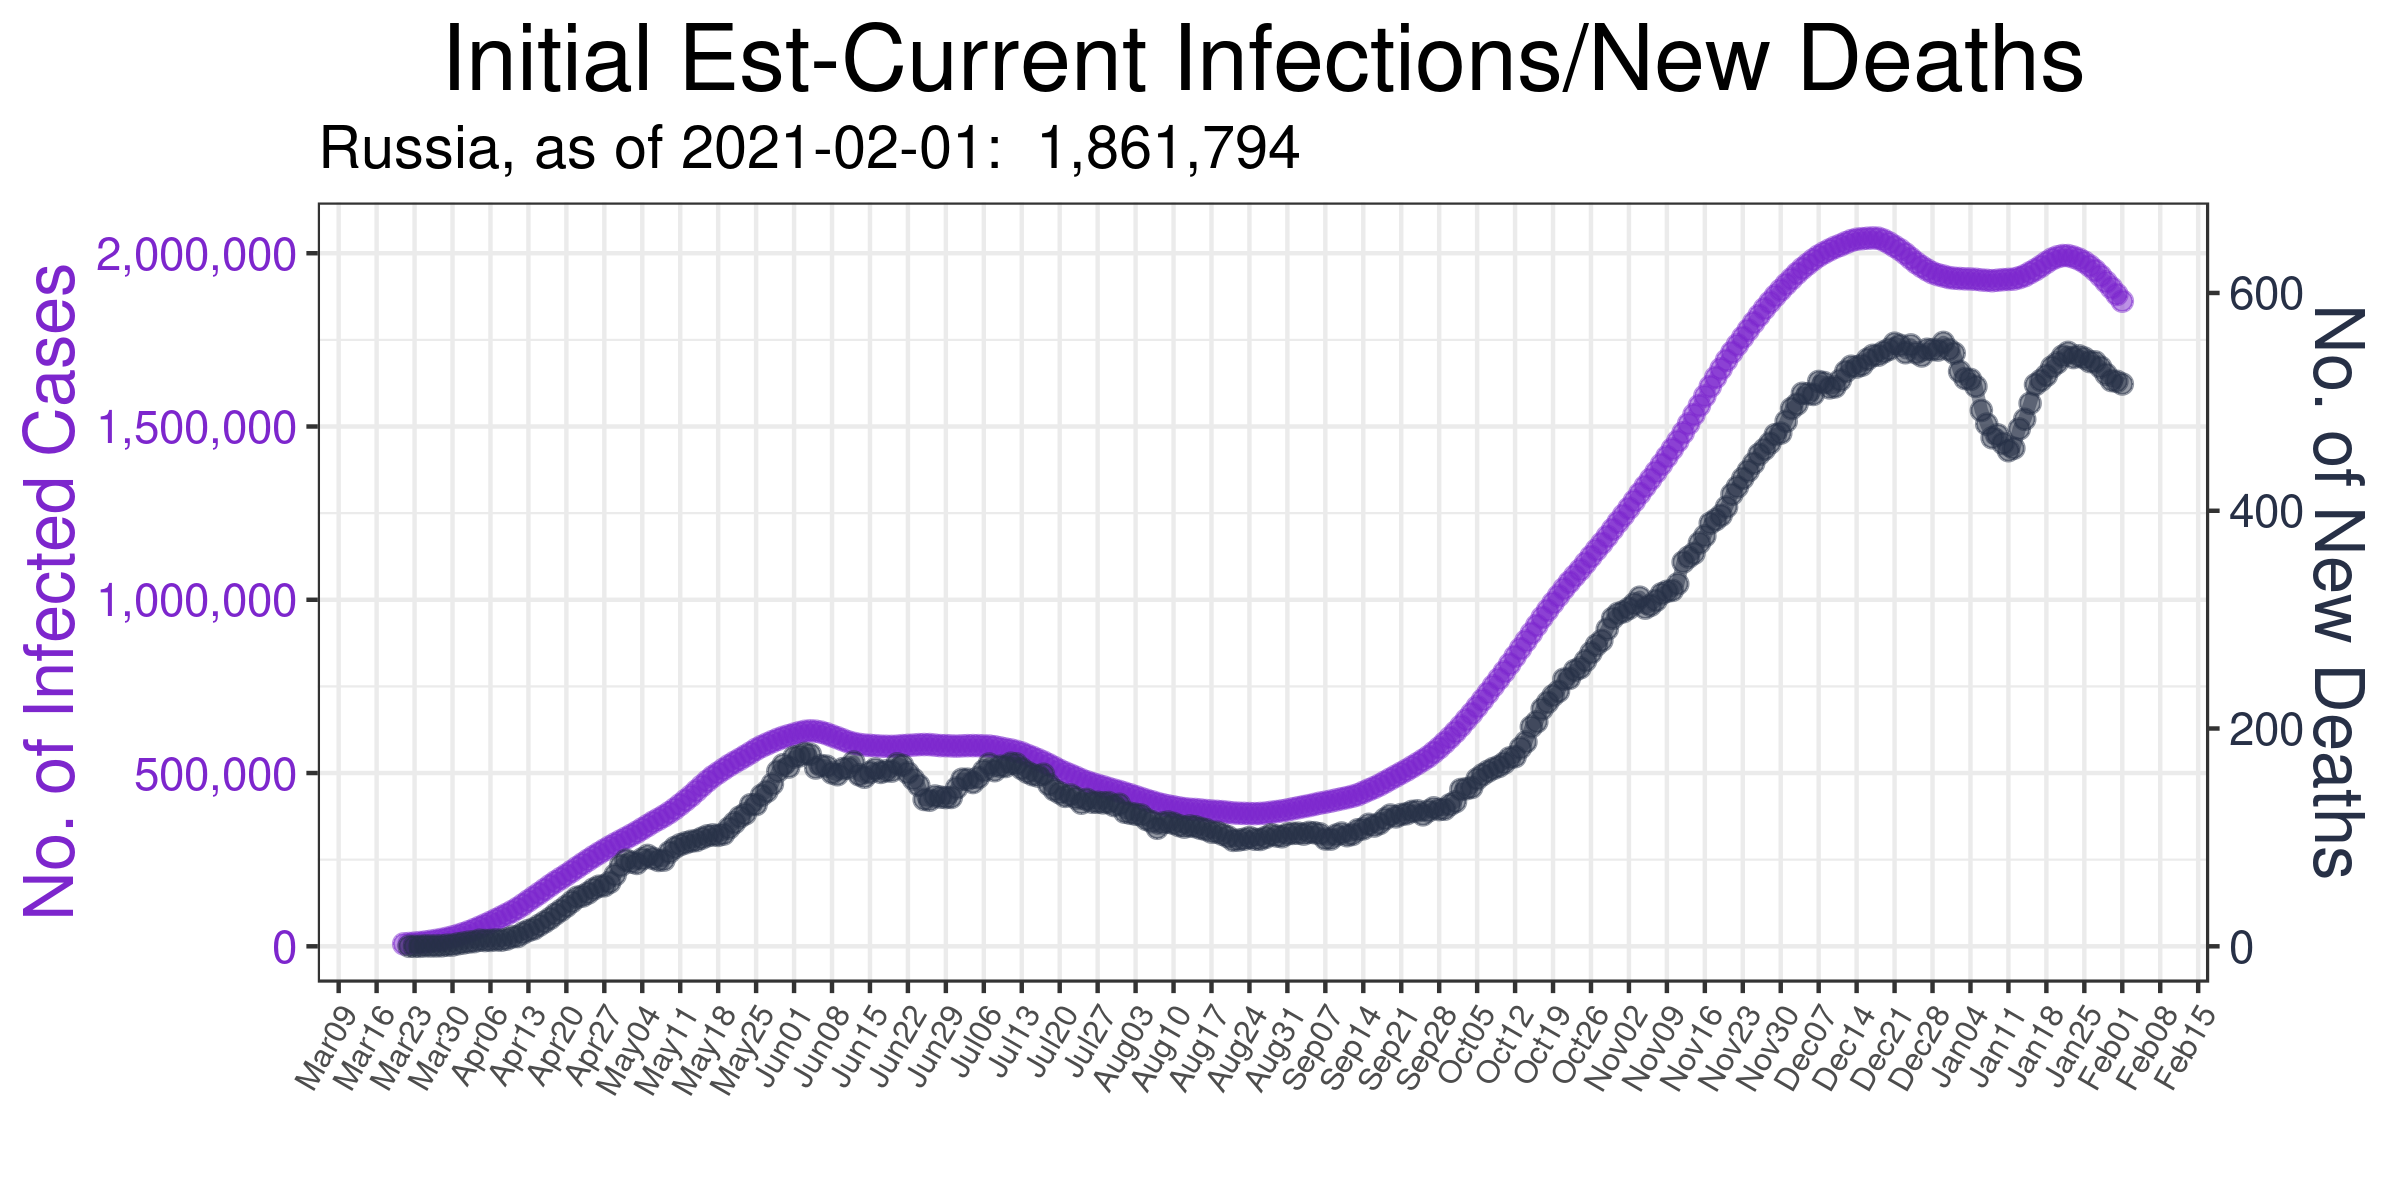 Initial Est-Current Infections/New Deaths
Russia, as of 2021-02-01:  1,861,794
No. of Infected Cases
2,000,000
1,500,000
1,000,000
500,000
0
600
400
200
0
No. of New Deaths
Mar09
Mar16
Mar23
Mar30
Apr06
Apr13
Apr20
Apr27
May04
May11
May18
May25
Jun01
Jun08
Jun15
Jun22
Jun29
Jul06
Jul13
Jul20
Jul27
Aug03
Aug10
Aug17
Aug24
Aug31
Sep07
Sep14
Sep21
Sep28
Oct05
Oct12
Oct19
Oct26
Nov02
Nov09
Nov16
Nov23
Nov30
Dec07
Dec14
Dec21
Dec28
Dec04
Jan11
Jan18
Jan18
Jan25
Feb01
Feb08
Feb15